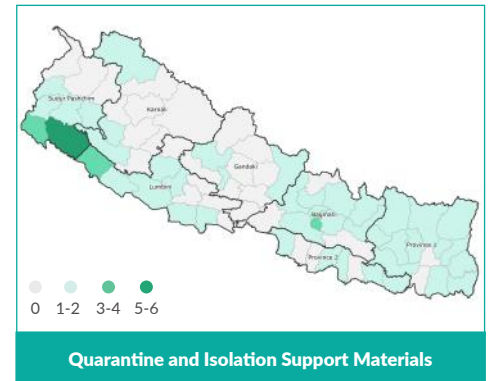 Sudur Pashchim
Karnali
Gandaki
Lumbini
Bagmati
Province 1
Province 2
0 1-2 3-4 5-6
Quarantine and Isolation Support Materials